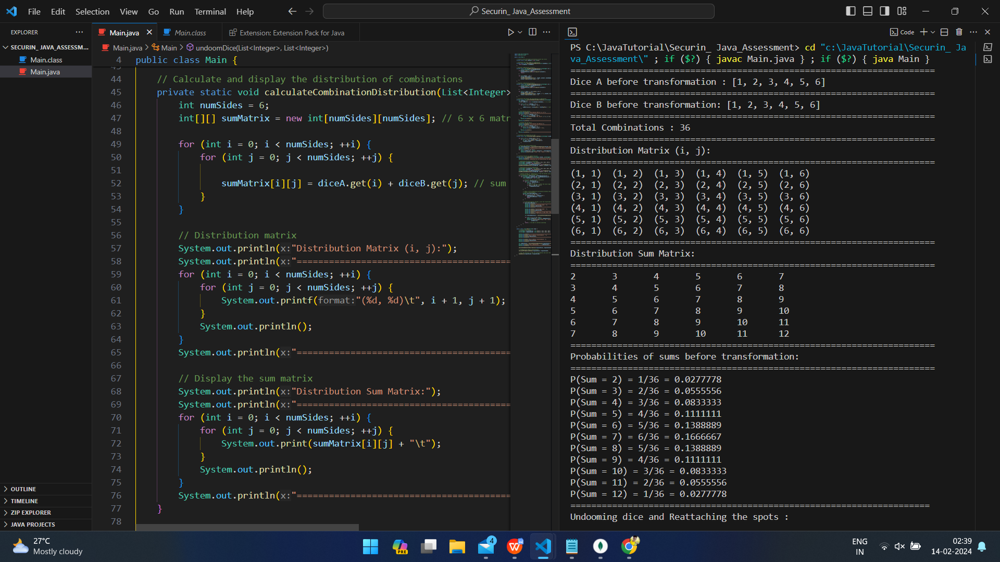 File Edit Selection View Go Run Terminal Help
Securin_ Java_Assessment
EXPLORER
SECURIN_ JAVA_ASSESSM...
Main.class
Main.java
OUTLINE
TIMELINE
ZIP EXPLORER
JAVA PROJECTS
Main.java Main.class Extension: Extension Pack for Java
Main.java > Main > undoomDice(List<Integer>, List<Integer>)
4 public class Main {
44 // Calculate and display the distribution of combinations
45 private static void calculateCombinationDistribution(List<Integer>
46 int numSides = 6;
47 int[][] sumMatrix = new int[numSides][numSides]; // 6 x 6 matr
48
49 for (int i = 0; i < numSides; ++i) {
50 for (int j = 0; j < numSides; ++j) {
51
52 sumMatrix[i][j] = diceA.get(i) + diceB.get(j); // sum
53 }
54 }
55
56 // Distribution matrix
57 System.out.println(x:"Distribution Matrix (i, j):");
58 System.out.println(x:"=========================================
59 for (int i = 0; i < numSides; ++i) {
60 for (int j = 0; j < numSides; ++j) {
61 System.out.printf(format:"(%d, %d)\t", i + 1, j + 1);
62 }
63 System.out.println();
64 }
65 System.out.println(x:"=========================================
66
67 // Display the sum matrix
68 System.out.println(x:"Distribution Sum Matrix:");
69 System.out.println(x:"=========================================
70 for (int i = 0; i < numSides; ++i) {
71 for (int j = 0; j < numSides; ++j) {
72 System.out.print(sumMatrix[i][j] + "\t");
73 }
74 System.out.println();
75 }
76 System.out.println(x:"=========================================
77 }
78
Code
PS C:\JavaTutorial\Securin_ Java_Assessment> cd "c:\JavaTutorial\Securin_ Ja
va_Assessment\" ; if ($?) { javac Main.java } ; if ($?) { java Main }
======================================================================
Dice A before transformation : [1, 2, 3, 4, 5, 6]
======================================================================
Dice B before transformation: [1, 2, 3, 4, 5, 6]
======================================================================
Total Combinations : 36
======================================================================
Distribution Matrix (i, j):
======================================================================
(1, 1) (1, 2) (1, 3) (1, 4) (1, 5) (1, 6)
(2, 1) (2, 2) (2, 3) (2, 4) (2, 5) (2, 6)
(3, 1) (3, 2) (3, 3) (3, 4) (3, 5) (3, 6)
(4, 1) (4, 2) (4, 3) (4, 4) (4, 5) (4, 6)
(5, 1) (5, 2) (5, 3) (5, 4) (5, 5) (5, 6)
(6, 1) (6, 2) (6, 3) (6, 4) (6, 5) (6, 6)
======================================================================
Distribution Sum Matrix:
======================================================================
2 3 4 5 6 7
3 4 5 6 7 8
4 5 6 7 8 9
5 6 7 8 9 10
6 7 8 9 10 11
7 8 9 10 11 12
======================================================================
Probabilities of sums before transformation:
======================================================================
P(Sum = 2) = 1/36 = 0.0277778
P(Sum = 3) = 2/36 = 0.0555556
P(Sum = 4) = 3/36 = 0.0833333
P(Sum = 5) = 4/36 = 0.1111111
P(Sum = 6) = 5/36 = 0.1388889
P(Sum = 7) = 6/36 = 0.1666667
P(Sum = 8) = 5/36 = 0.1388889
P(Sum = 9) = 4/36 = 0.1111111
P(Sum = 10) = 3/36 = 0.0833333
P(Sum = 11) = 2/36 = 0.0555556
P(Sum = 12) = 1/36 = 0.0277778
=====================================================================
Undooming dice and Reattaching the spots :
27°C
Mostly cloudy
PRE
4
ENG
IN
02:39
14-02-2024